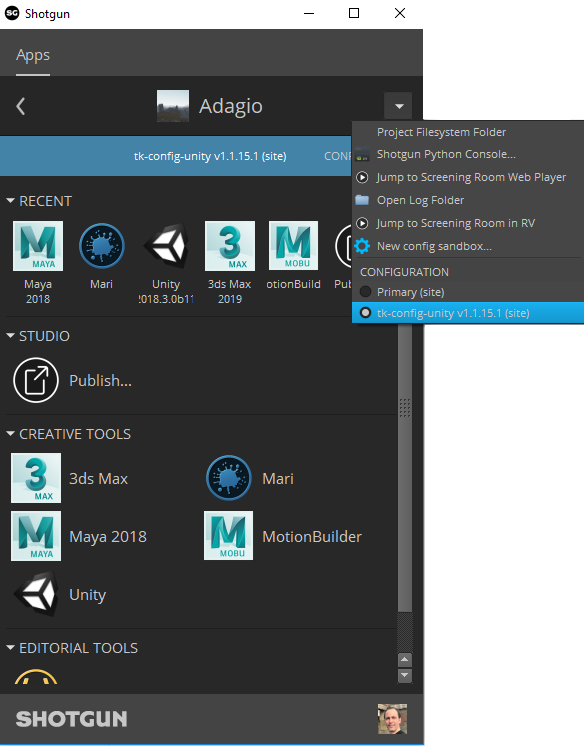 SG Shotgun
Apps
Adagio
tk-config-unity v1.1.15.1 (site)
CONF
Project Filesystem Folder
Shotgun Python Console...
Jump to Screening Room Web Player
Open Log Folder
Jump to Screening Room in RV
New config sandbox...
CONFIGURATION
Primary (site)
tk-config-unity v1.1.15.1 (site)
RECENT
M MAYA
3 MAX
M MOBU
Maya 2018
Mari
Unity 2018.3.0b11
3ds Max 2019
otionBuild
Pub
STUDIO
Publish...
CREATIVE TOOLS
3 MAX
3ds Max
Mari
M MAYA
Maya 2018
M MOBU
MotionBuilder
Unity
EDITORIAL TOOLS
SHOTGUN